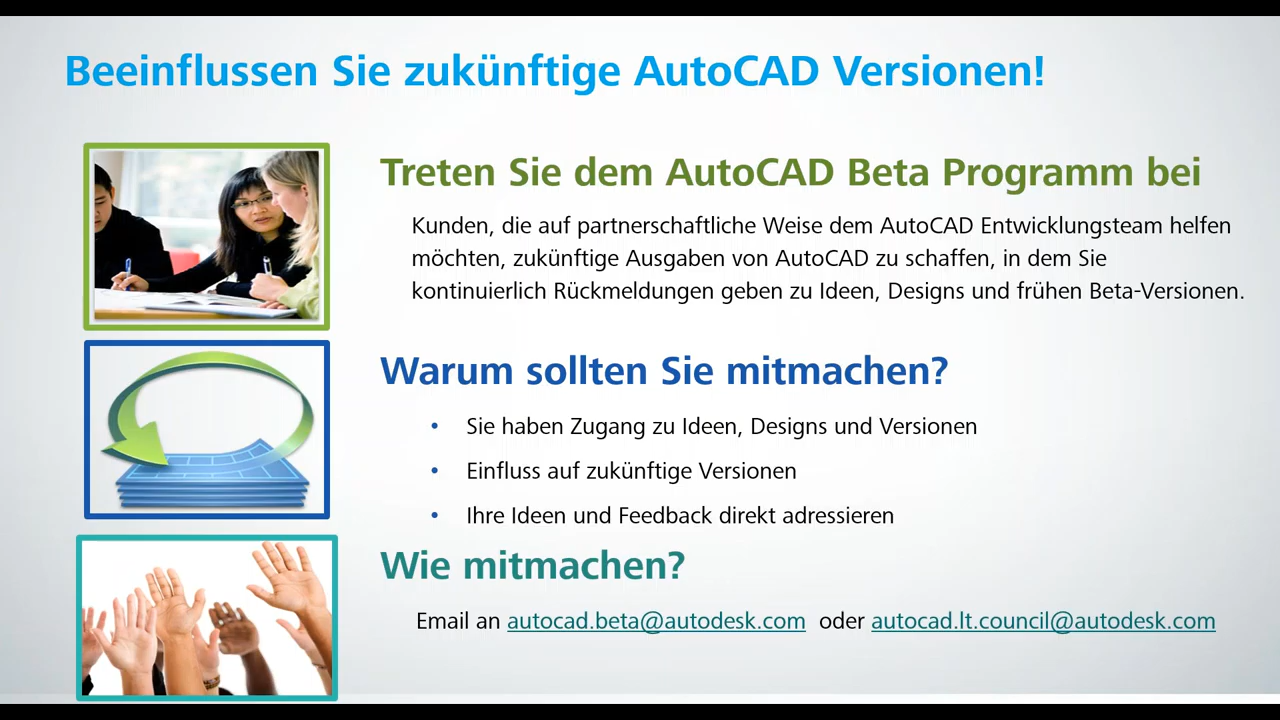 Beeinflussen Sie zukünftige AutoCAD Versionen!
Treten Sie dem AutoCAD Beta Programm bei
Kunden, die auf partnerschaftliche Weise dem AutoCAD Entwicklungsteam helfen
möchten, zukünftige Ausgaben von AutoCAD zu schaffen, in dem Sie
kontinuierlich Rückmeldungen geben zu Ideen, Designs und frühen Beta-Versionen.
Warum sollten Sie mitmachen?
• Sie haben Zugang zu Ideen, Designs und Versionen
• Einfluss auf zukünftige Versionen
• Ihre Ideen und Feedback direkt adressieren
Wie mitmachen?
Email an autocad.beta@autodesk.com oder autocad.lt.council@autodesk.com